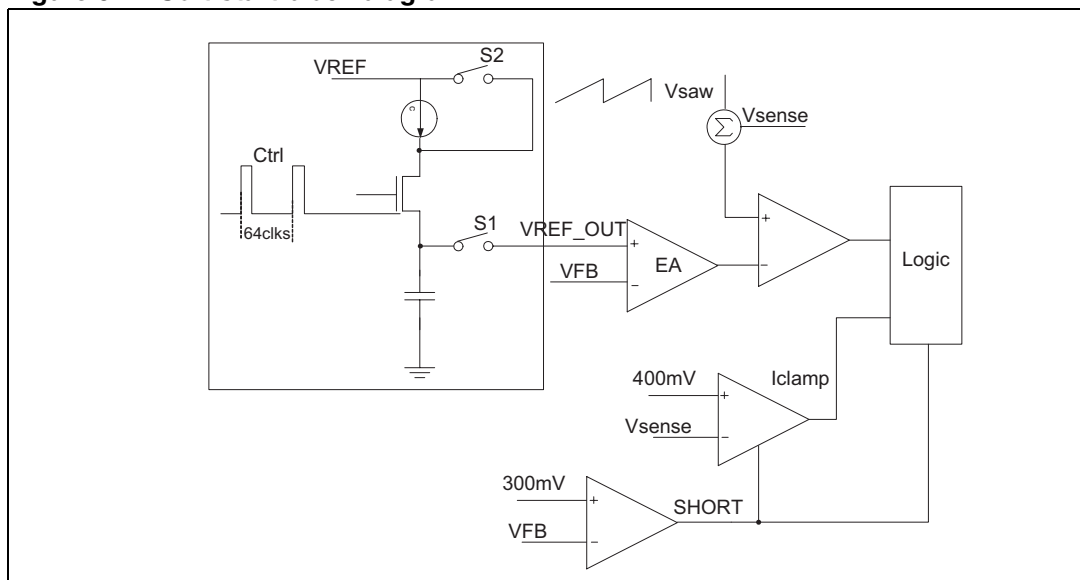 S2
VREF
Vsaw
Vsense
c
Σ
Ctrl
+
S1
64clks
VREF_OUT
+
EA
−
Logic
VFB
−
400mV
Iclamp
+
Vsense
−
300mV
+
SHORT
VFB
−